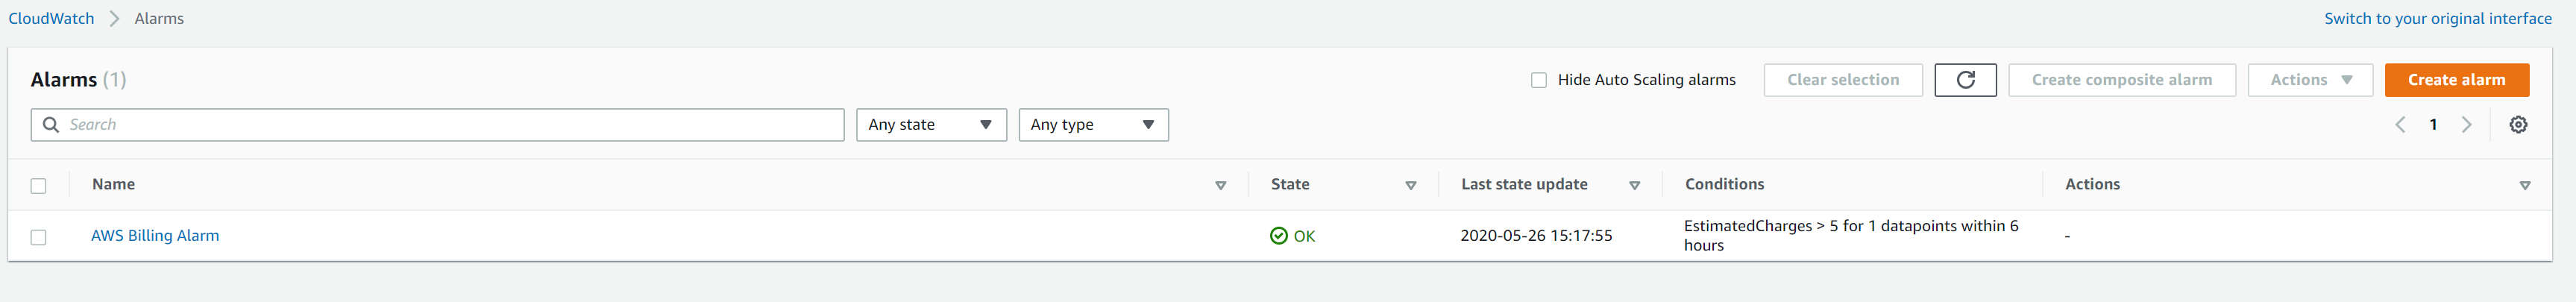 CloudWatch > Alarms
Switch to your original interface
Alarms (1)
Hide Auto Scaling alarms
Clear selection
Create composite alarm
Actions
Create alarm
Search
Any state
Any type
1
Name
State
Last state update
Conditions
Actions
AWS Billing Alarm
OK
2020-05-26 15:17:55
EstimatedCharges > 5 for 1 datapoints within 6
hours
-